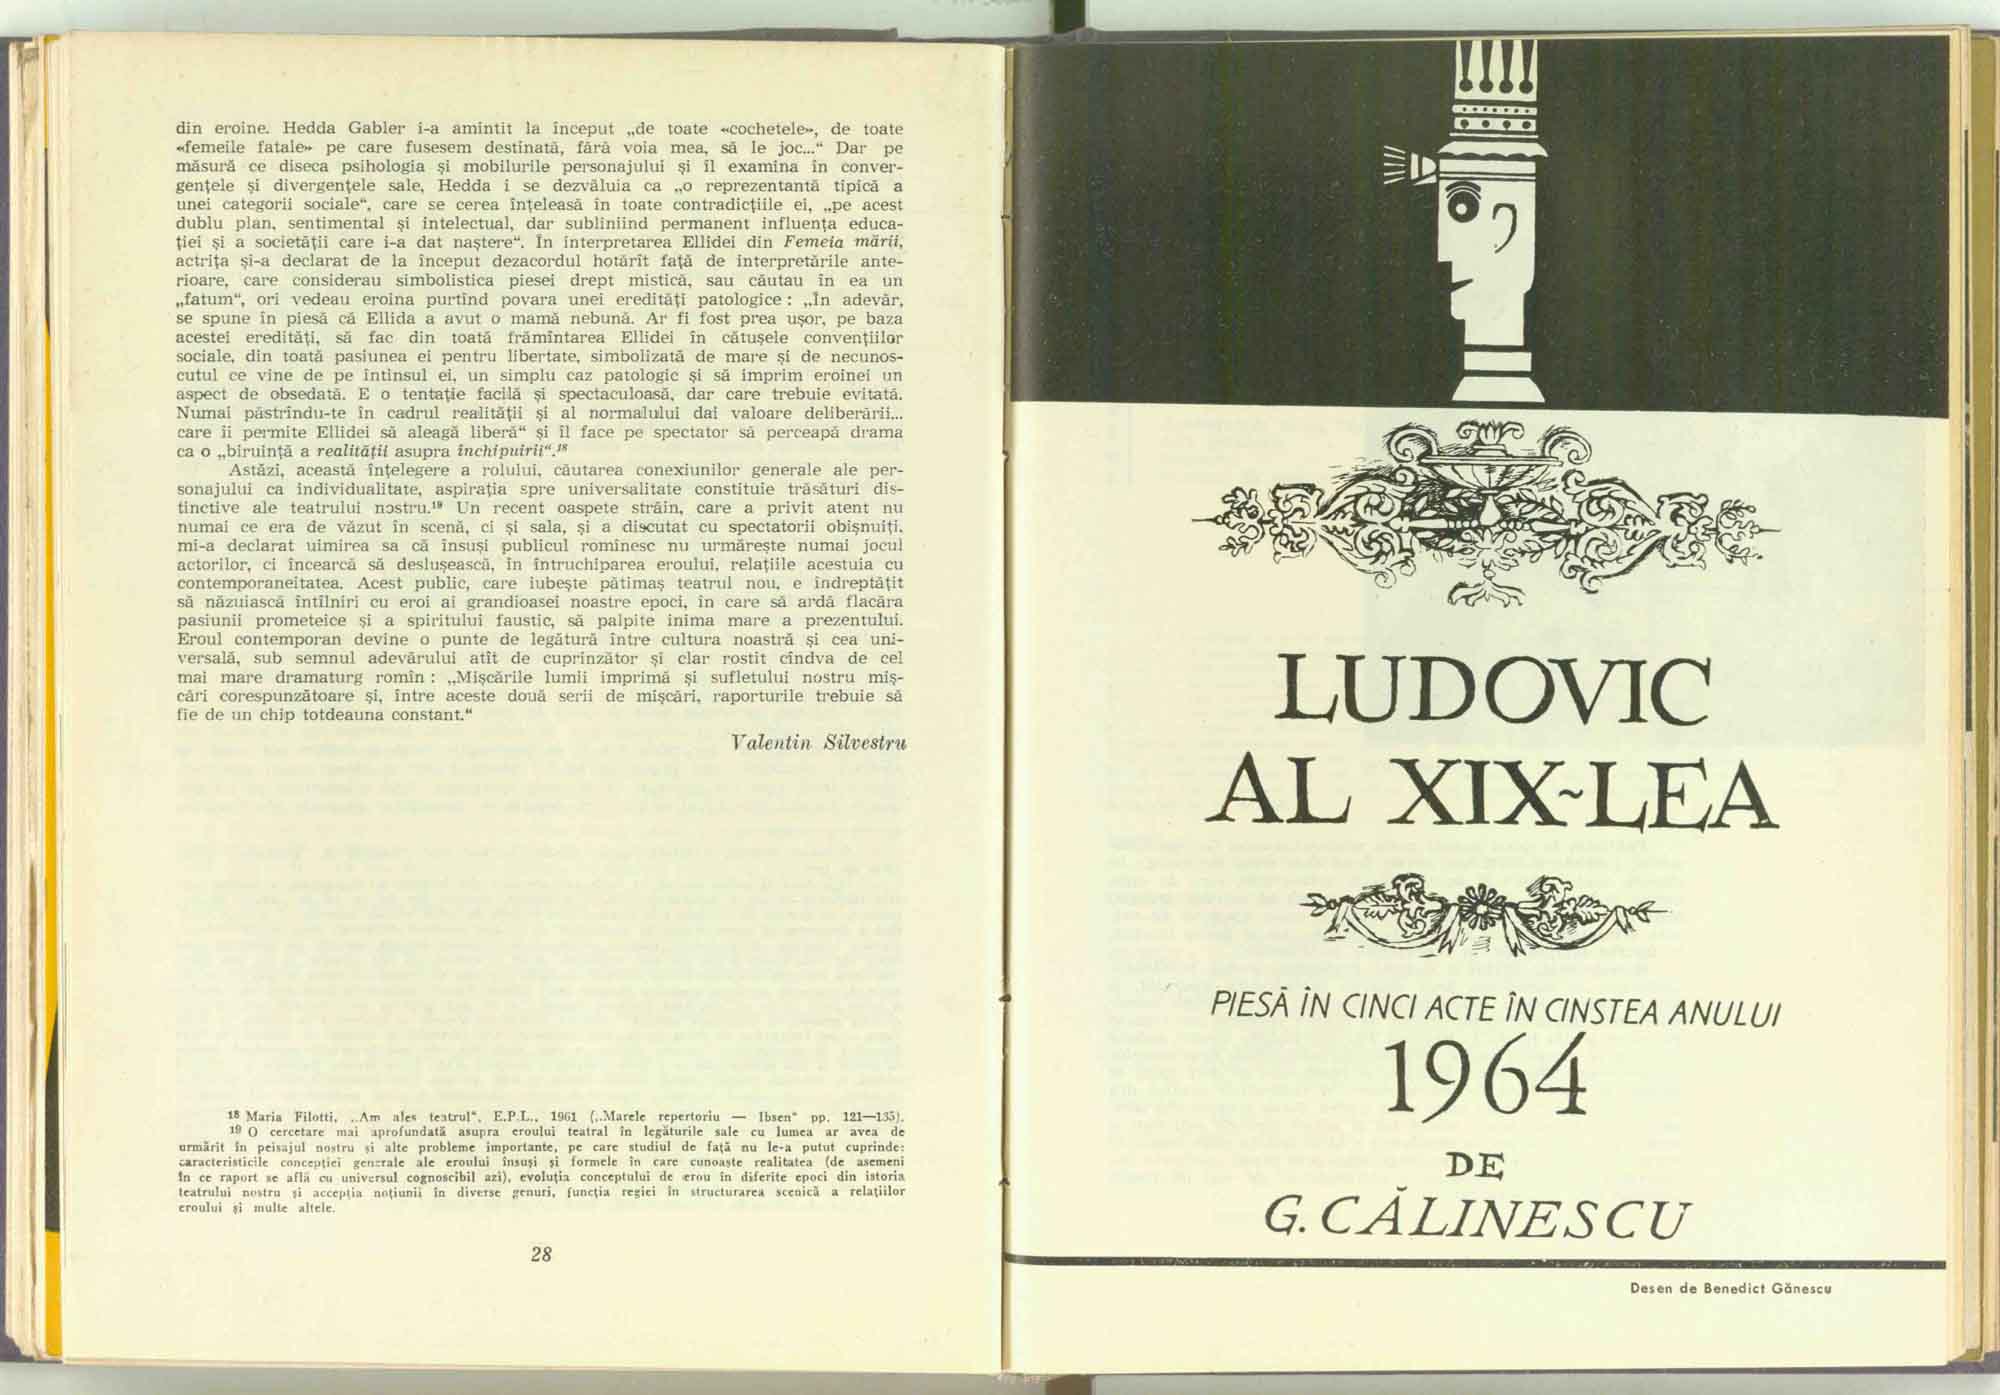 din eroine. Hedda Gabler i-a amintit la început „de toate «cochetele», de toate
«femeile fatale» pe care fusesem destinată, fără voia mea, să le joc...“ Dar pe
măsură ce diseca psihologia și mobilurile personajului și îl examina în conver-
gențele și divergențele sale, Hedda i se dezvăluia ca „o reprezentantă tipică a
unei categorii sociale“, care se cerea înțeleasă în toate contradicțiile ei, „pe acest
dublu plan, sentimental și intelectual, dar subliniind permanent influența educa-
ției și a societății care i-a dat naștere“. În interpretarea Ellidei din Femeia mării,
actrița și-a declarat de la început dezacordul hotărît față de interpretările ante-
rioare, care considerau simbolistica piesei drept mistică, sau căutau în ea un
„fatum“, ori vedeau eroina purtînd povara unei eredități patologice : „În adevăr,
se spune în piesă că Ellida a avut o mamă nebună. Ar fi fost prea ușor, pe baza
acestei eredități, să fac din toată frămîntarea Ellidei în cătușele convențiilor
sociale, din toată pasiunea ei pentru libertate, simbolizată de mare și de necunos-
cutul ce vine de pe întinsul ei, un simplu caz patologic și să imprim eroinei un
aspect de obsedată. E o tentație facilă și spectaculoasă, dar care trebuie evitată.
Numai păstrîndu-te în cadrul realității și al normalului dai valoare deliberării...
care îi permite Ellidei să aleagă liberă“ și îl face pe spectator să perceapă drama
ca o „biruință a realității asupra închipuirii“.18
Astăzi, această înțelegere a rolului, căutarea conexiunilor generale ale per-
sonajului ca individualitate, aspirația spre universalitate constituie trăsături dis-
tinctive ale teatrului nostru.19 Un recent oaspete străin, care a privit atent nu
numai ce era de văzut în scenă, ci și sala, și a discutat cu spectatorii obișnuiți,
mi-a declarat uimirea sa că însuși publicul romînesc nu urmărește numai jocul
actorilor, ci încearcă să deslușească, în întruchiparea eroului, relațiile acestuia cu
contemporaneitatea. Acest public, care iubește pătimaș teatrul nou, e îndreptățit
să năzuiască întîlniri cu eroi ai grandioasei noastre epoci, în care să ardă flacăra
pasiunii prometeice și a spiritului faustic, să palpite inima mare a prezentului.
Eroul contemporan devine o punte de legătură între cultura noastră și cea uni-
versală, sub semnul adevărului atît de cuprinzător și clar rostit cîndva de cel
mai mare dramaturg romîn : „Mișcările lumii imprimă și sufletului nostru miș-
cări corespunzătoare și, între aceste două serii de mișcări, raporturile trebuie să
fie de un chip totdeauna constant.“
Valentin Silvestru
18 Maria Filotti, „Am ales teatrul“, E.P.L., 1961 („Marele repertoriu — Ibsen“ pp. 121—135).
19 O cercetare mai aprofundată asupra eroului teatral în legăturile sale cu lumea ar avea de
urmărit în peisajul nostru și alte probleme importante, pe care studiul de față nu le-a putut cuprinde:
caracteristicile concepției generale ale eroului însuși și formele în care cunoaște realitatea (de asemeni
în ce raport se află cu universul cognoscibil azi), evoluția conceptului de erou în diferite epoci din istoria
teatrului nostru și accepția noțiunii în diverse genuri, funcția regiei în structurarea scenică a relațiilor
eroului și multe altele.
28
LUDOVIC
AL XIX-LEA
PIESĂ ÎN CINCI ACTE ÎN CINSTEA ANULUI
1964
DE
G. CĂLINESCU
Desen de Benedict Gănescu